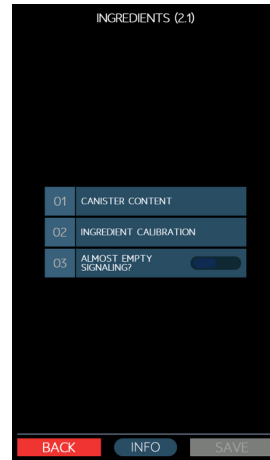 INGREDIENTS (2.1)
01 CANISTER CONTENT
02 INGREDIENT CALIBRATION
03 ALMOST EMPTY
SIGNALING?
BACK INFO SAVE